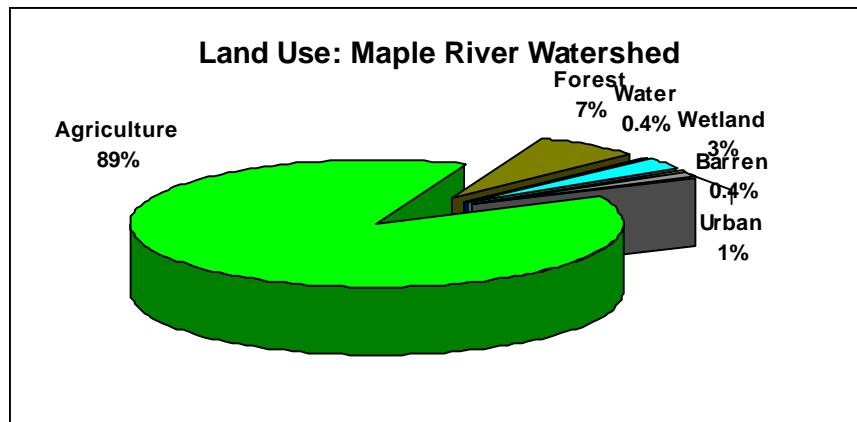 Land Use: Maple River Watershed
Agriculture
89%
Forest
7%
Water
0.4%
Wetland
3%
Barren
0.4%
Urban
1%